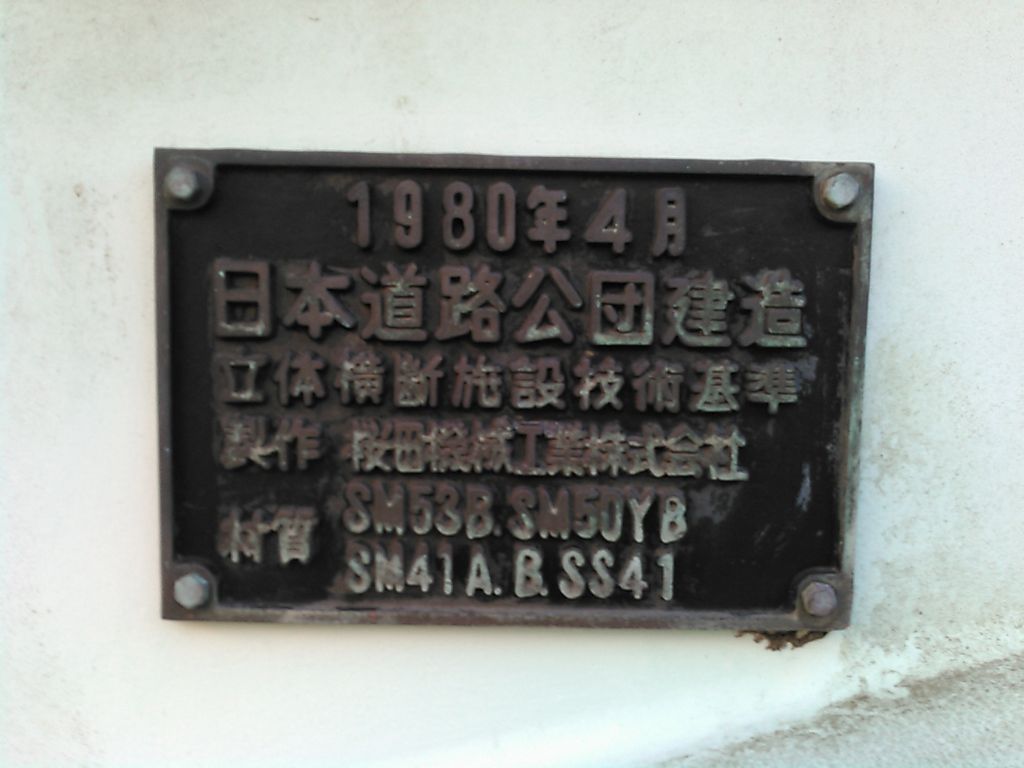 1980年4月
日本道路公団建造
立体横断施設技術基準
製作 桜田機械工業株式会社
材質 SM53B.SM50YB
SM41A.B.SS41